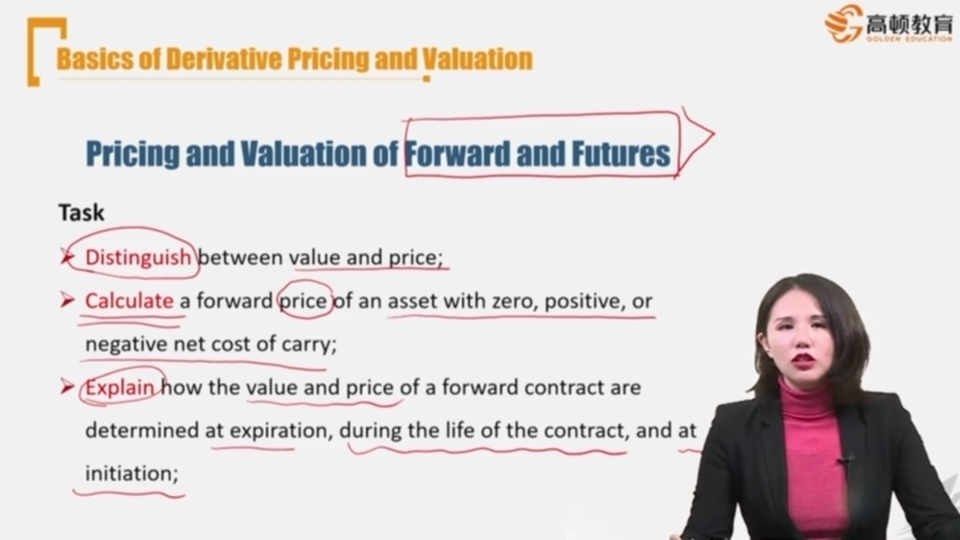 高顿教育
GOLDEN EDUCATION
Basics of Derivative Pricing and Valuation
Pricing and Valuation of Forward and Futures
Task
Distinguish between value and price;
Calculate a forward price of an asset with zero, positive, or
negative net cost of carry;
Explain how the value and price of a forward contract are
determined at expiration, during the life of the contract, and at
initiation;